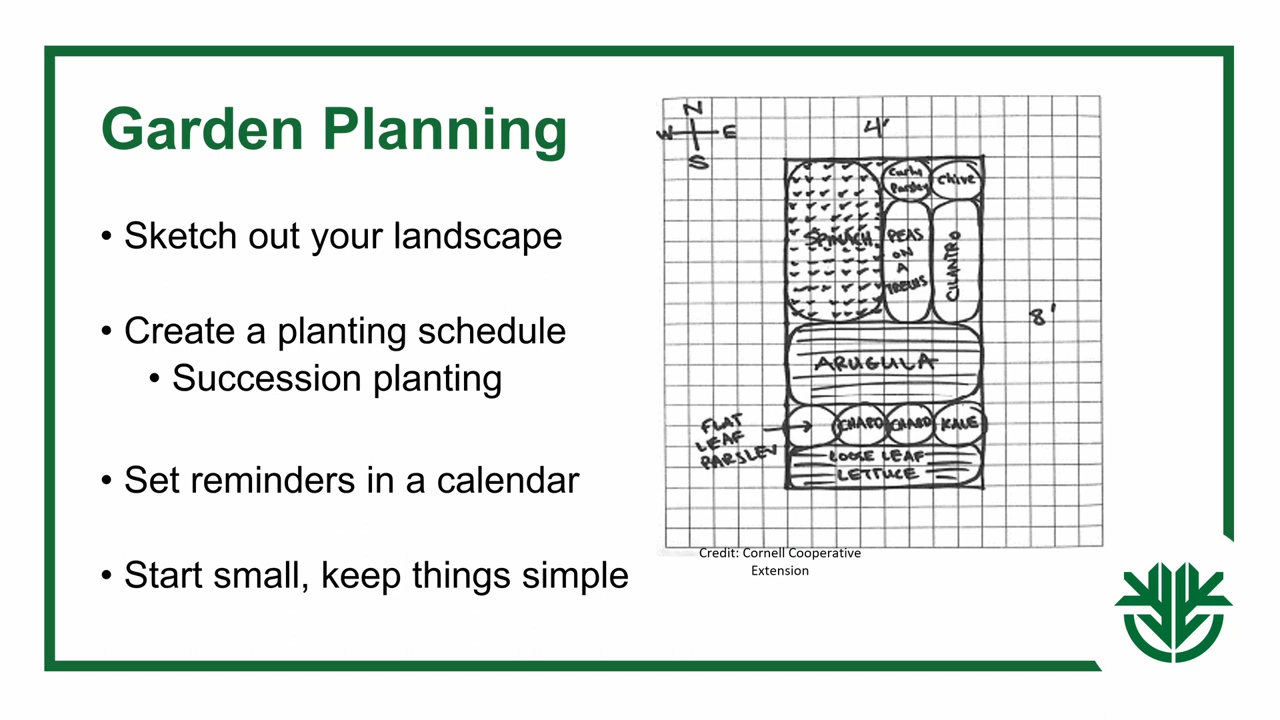 Garden Planning
• Sketch out your landscape
• Create a planting schedule
• Succession planting
• Set reminders in a calendar
• Start small, keep things simple
N
W E
S
4'
8'
Curly
Parsley
Chive
SPINACH
PEAS
ON
A
TRELLIS
CILANTRO
ARUGULA
FLAT
LEAF
PARSLEY
CHARD
CHARD
KALE
LOOSE LEAF
LETTUCE
Credit: Cornell Cooperative
Extension